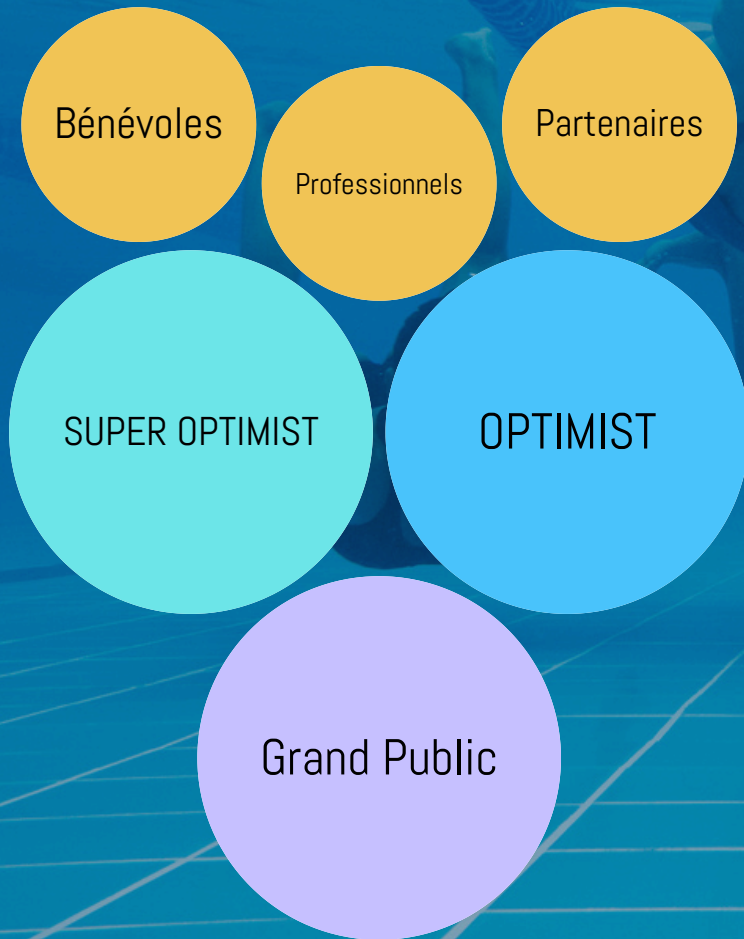 Bénévoles
Professionnels
Partenaires
SUPER OPTIMIST
OPTIMIST
Grand Public